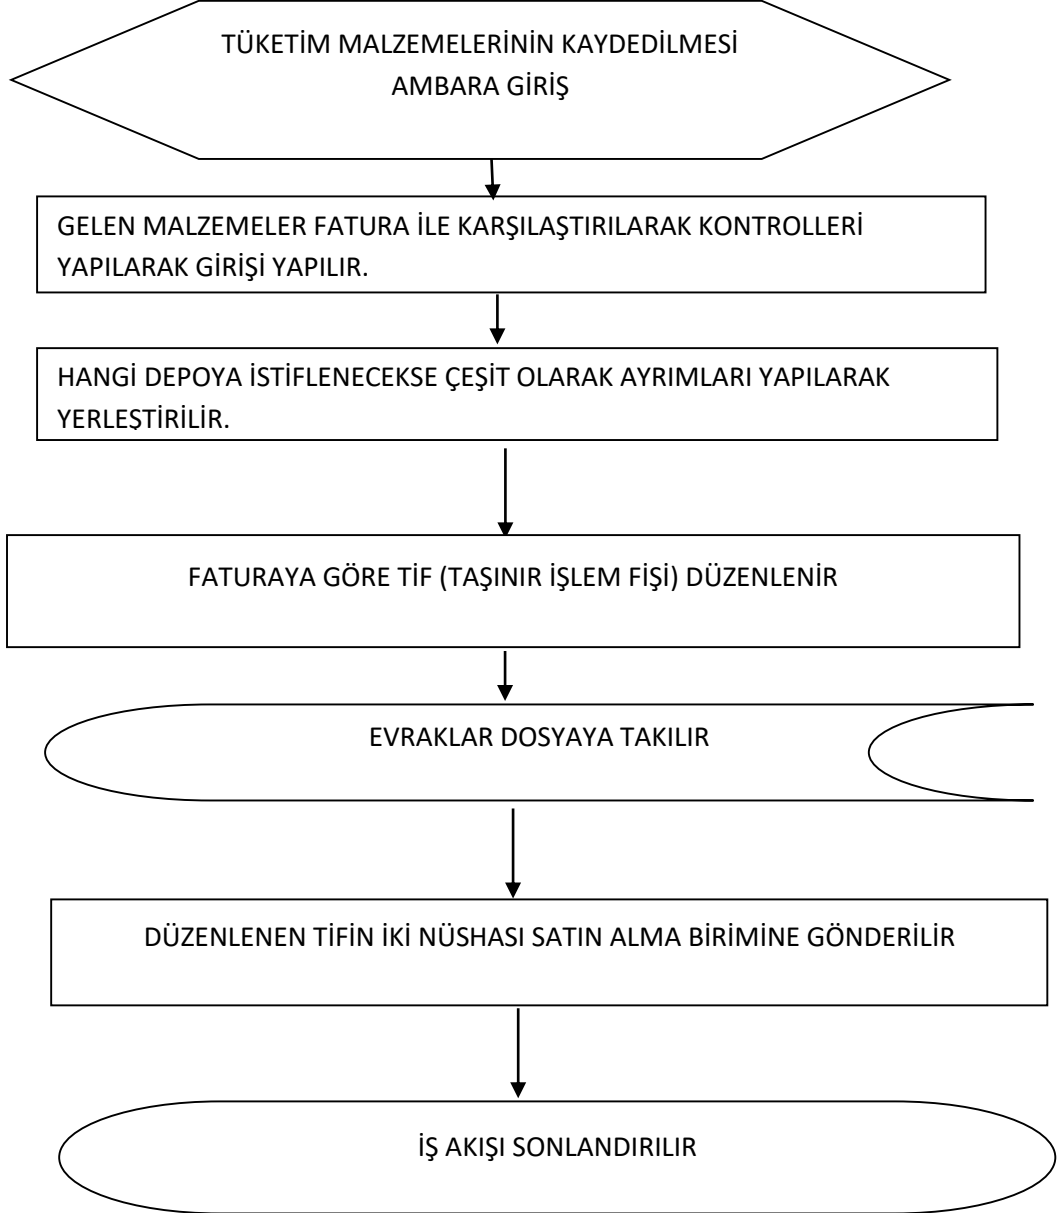 TÜKETİM MALZEMELERİNİN KAYDEDİLMESİ
AMBARA GİRİŞ
GELEN MALZEMELER FATURA İLE KARŞILAŞTIRILARAK KONTROLLERİ
YAPILARAK GİRİŞİ YAPILIR.
HANGİ DEPOYA İSTİFLENECEKSE ÇEŞİT OLARAK AYRIMLARI YAPILARAK
YERLEŞTİRİLİR.
FATURAYA GÖRE TİF (TAŞINIR İŞLEM FİŞİ) DÜZENLENİR
EVRAKLAR DOSYAYA TAKILIR
DÜZENLENEN TİFİN İKİ NÜSHASI SATIN ALMA BİRİMİNE GÖNDERİLİR
İŞ AKIŞI SONLANDIRILIR